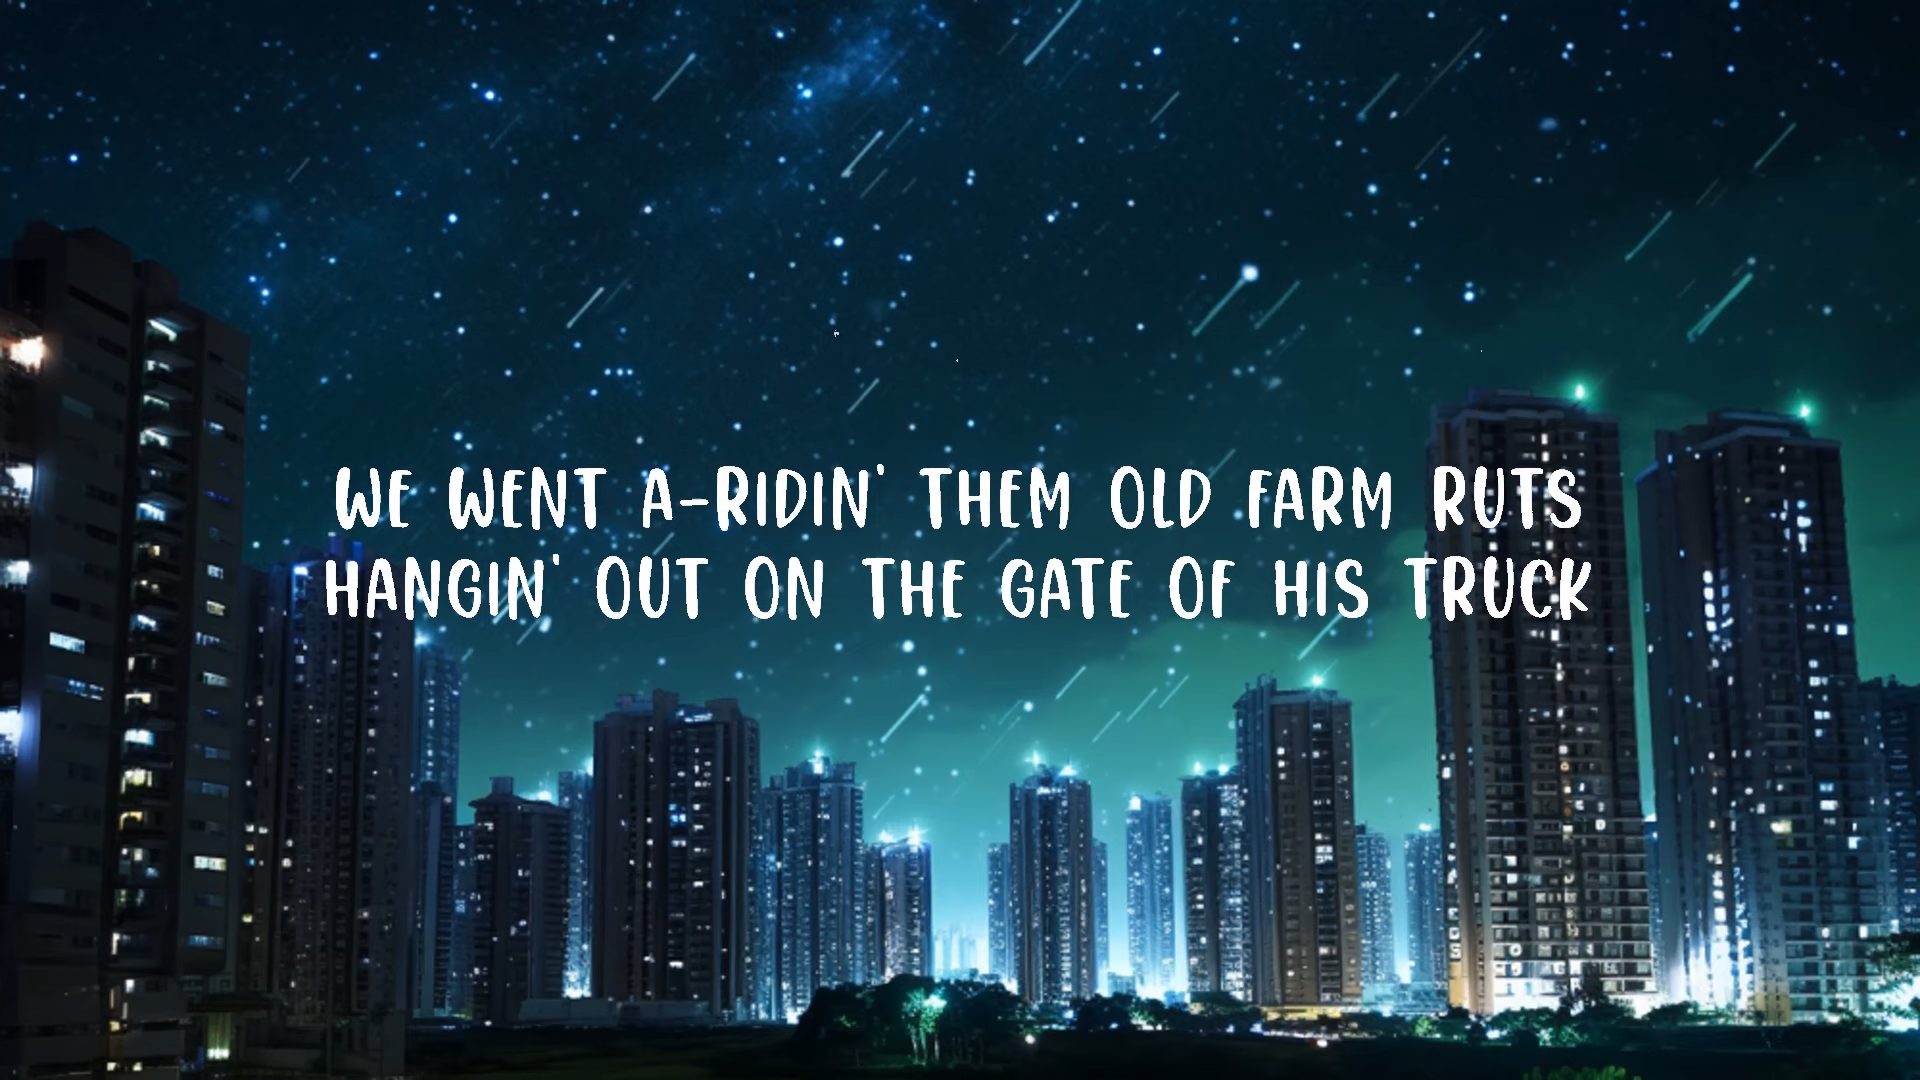 WE WENT A-RIDIN' THEM OLD FARM RUTS
HANGIN' OUT ON THE GATE OF HIS TRUCK